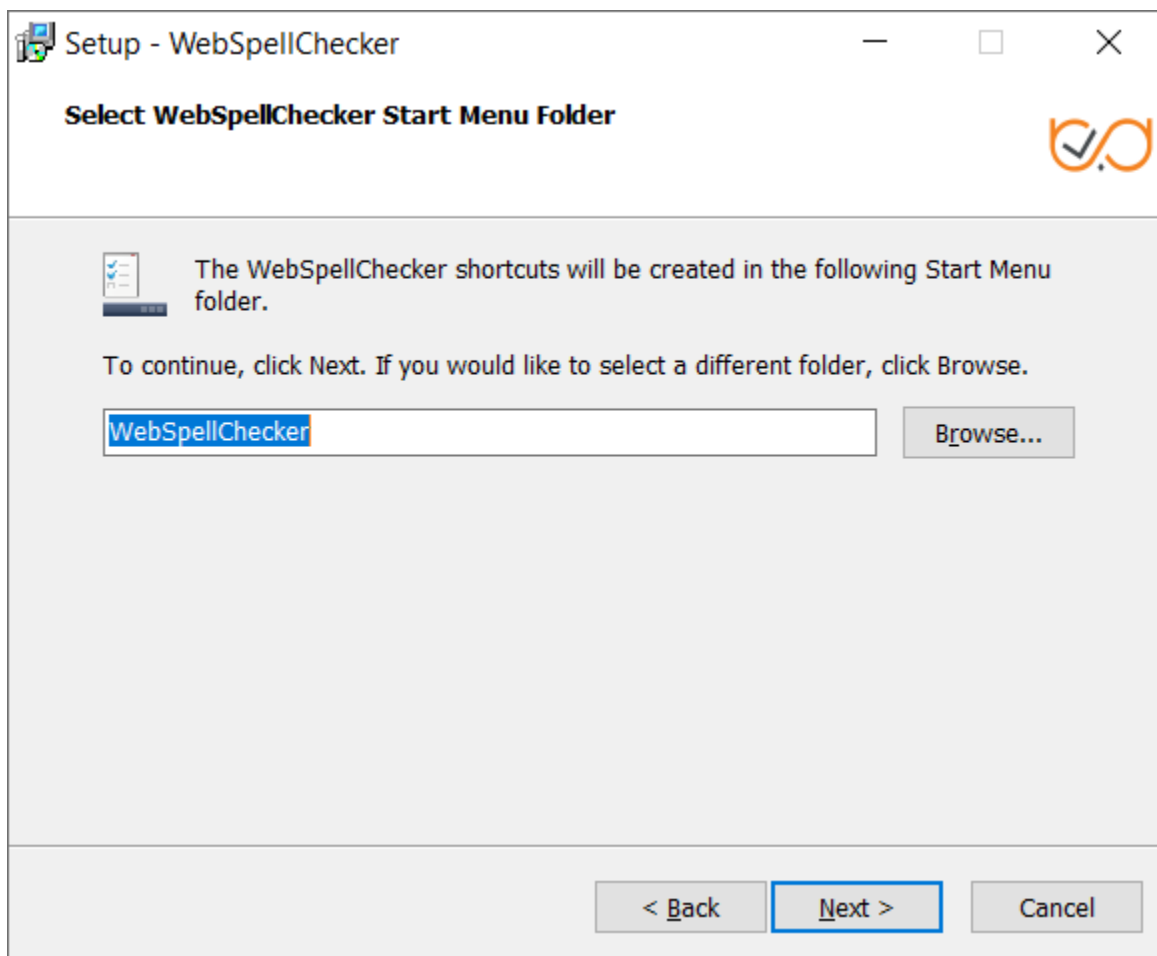 Setup - WebSpellChecker
Select WebSpellChecker Start Menu Folder
The WebSpellChecker shortcuts will be created in the following Start Menu
folder.
To continue, click Next. If you would like to select a different folder, click Browse.
WebSpellChecker
Browse...
< Back
Next >
Cancel